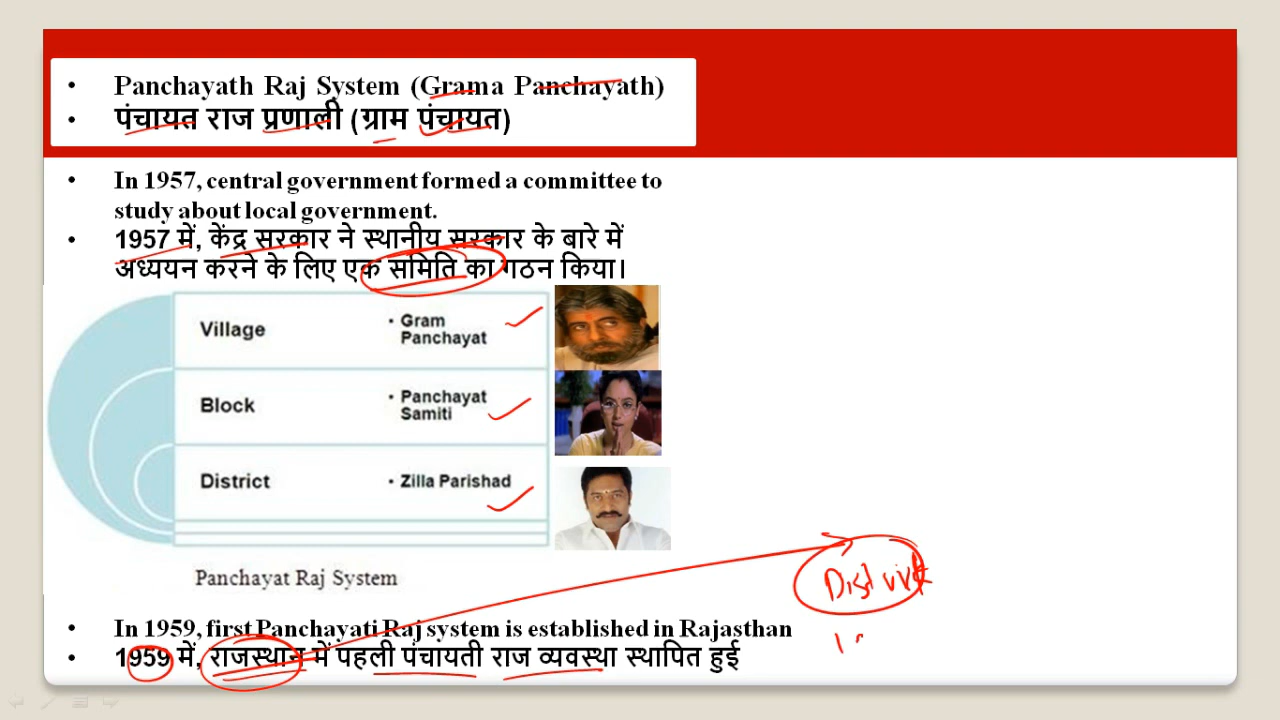 • Panchayath Raj System (Grama Panchayath)
• पंचायत राज प्रणाली (ग्राम पंचायत)
• In 1957, central government formed a committee to
study about local government.
• 1957 में, केंद्र सरकार ने स्थानीय सरकार के बारे में
अध्ययन करने के लिए एक समिति का गठन किया।
Village • Gram
Panchayat
Block • Panchayat
Samiti
District • Zilla Parishad
Panchayat Raj System
• In 1959, first Panchayati Raj system is established in Rajasthan
• 1959 में, राजस्थान में पहली पंचायती राज व्यवस्था स्थापित हुई